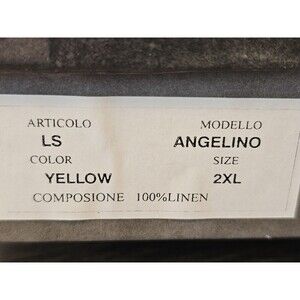 ARTICOLO MODELLO
LS ANGELINO
COLOR SIZE
YELLOW 2XL
COMPOSIONE 100%LINEN